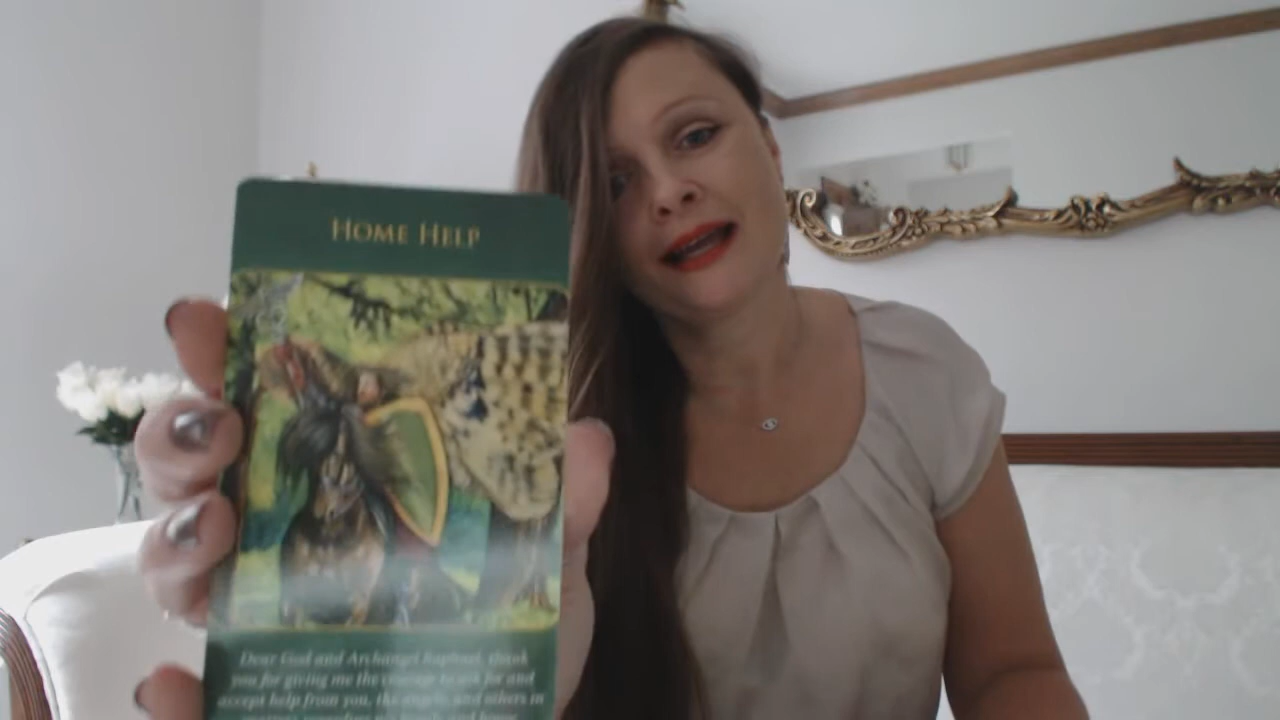 HOME HELP
Dear God and Archangel Raphael, thank
you for giving me the courage to ask for and
accept help from you, the angels, and others in